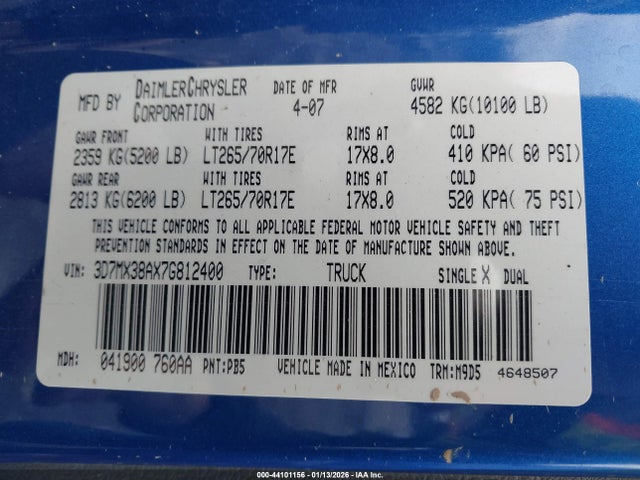 MFD BY DAIMLERCHRYSLER CORPORATION DATE OF MFR 4-07 GVWR 4582 KG(10100 LB)
GAWR FRONT WITH TIRES RIMS AT COLD
2359 KG(5200 LB) LT265/70R17E 17X8.0 410 KPA( 60 PSI)
GAWR REAR WITH TIRES RIMS AT COLD
2813 KG(6200 LB) LT265/70R17E 17X8.0 520 KPA( 75 PSI)
THIS VEHICLE CONFORMS TO ALL APPLICABLE FEDERAL MOTOR VEHICLE SAFETY AND THEFT
PREVENTION STANDARDS IN EFFECT ON THE DATE OF MANUFACTURE SHOWN ABOVE.
VIN: 3D7MX38AX7G812400 TYPE: TRUCK SINGLE X DUAL
MDH: 041900 760AA PNT:PB5 VEHICLE MADE IN MEXICO TRM:M9D5 4648507
000-44101156 - 01/13/2026 - IAA Inc.